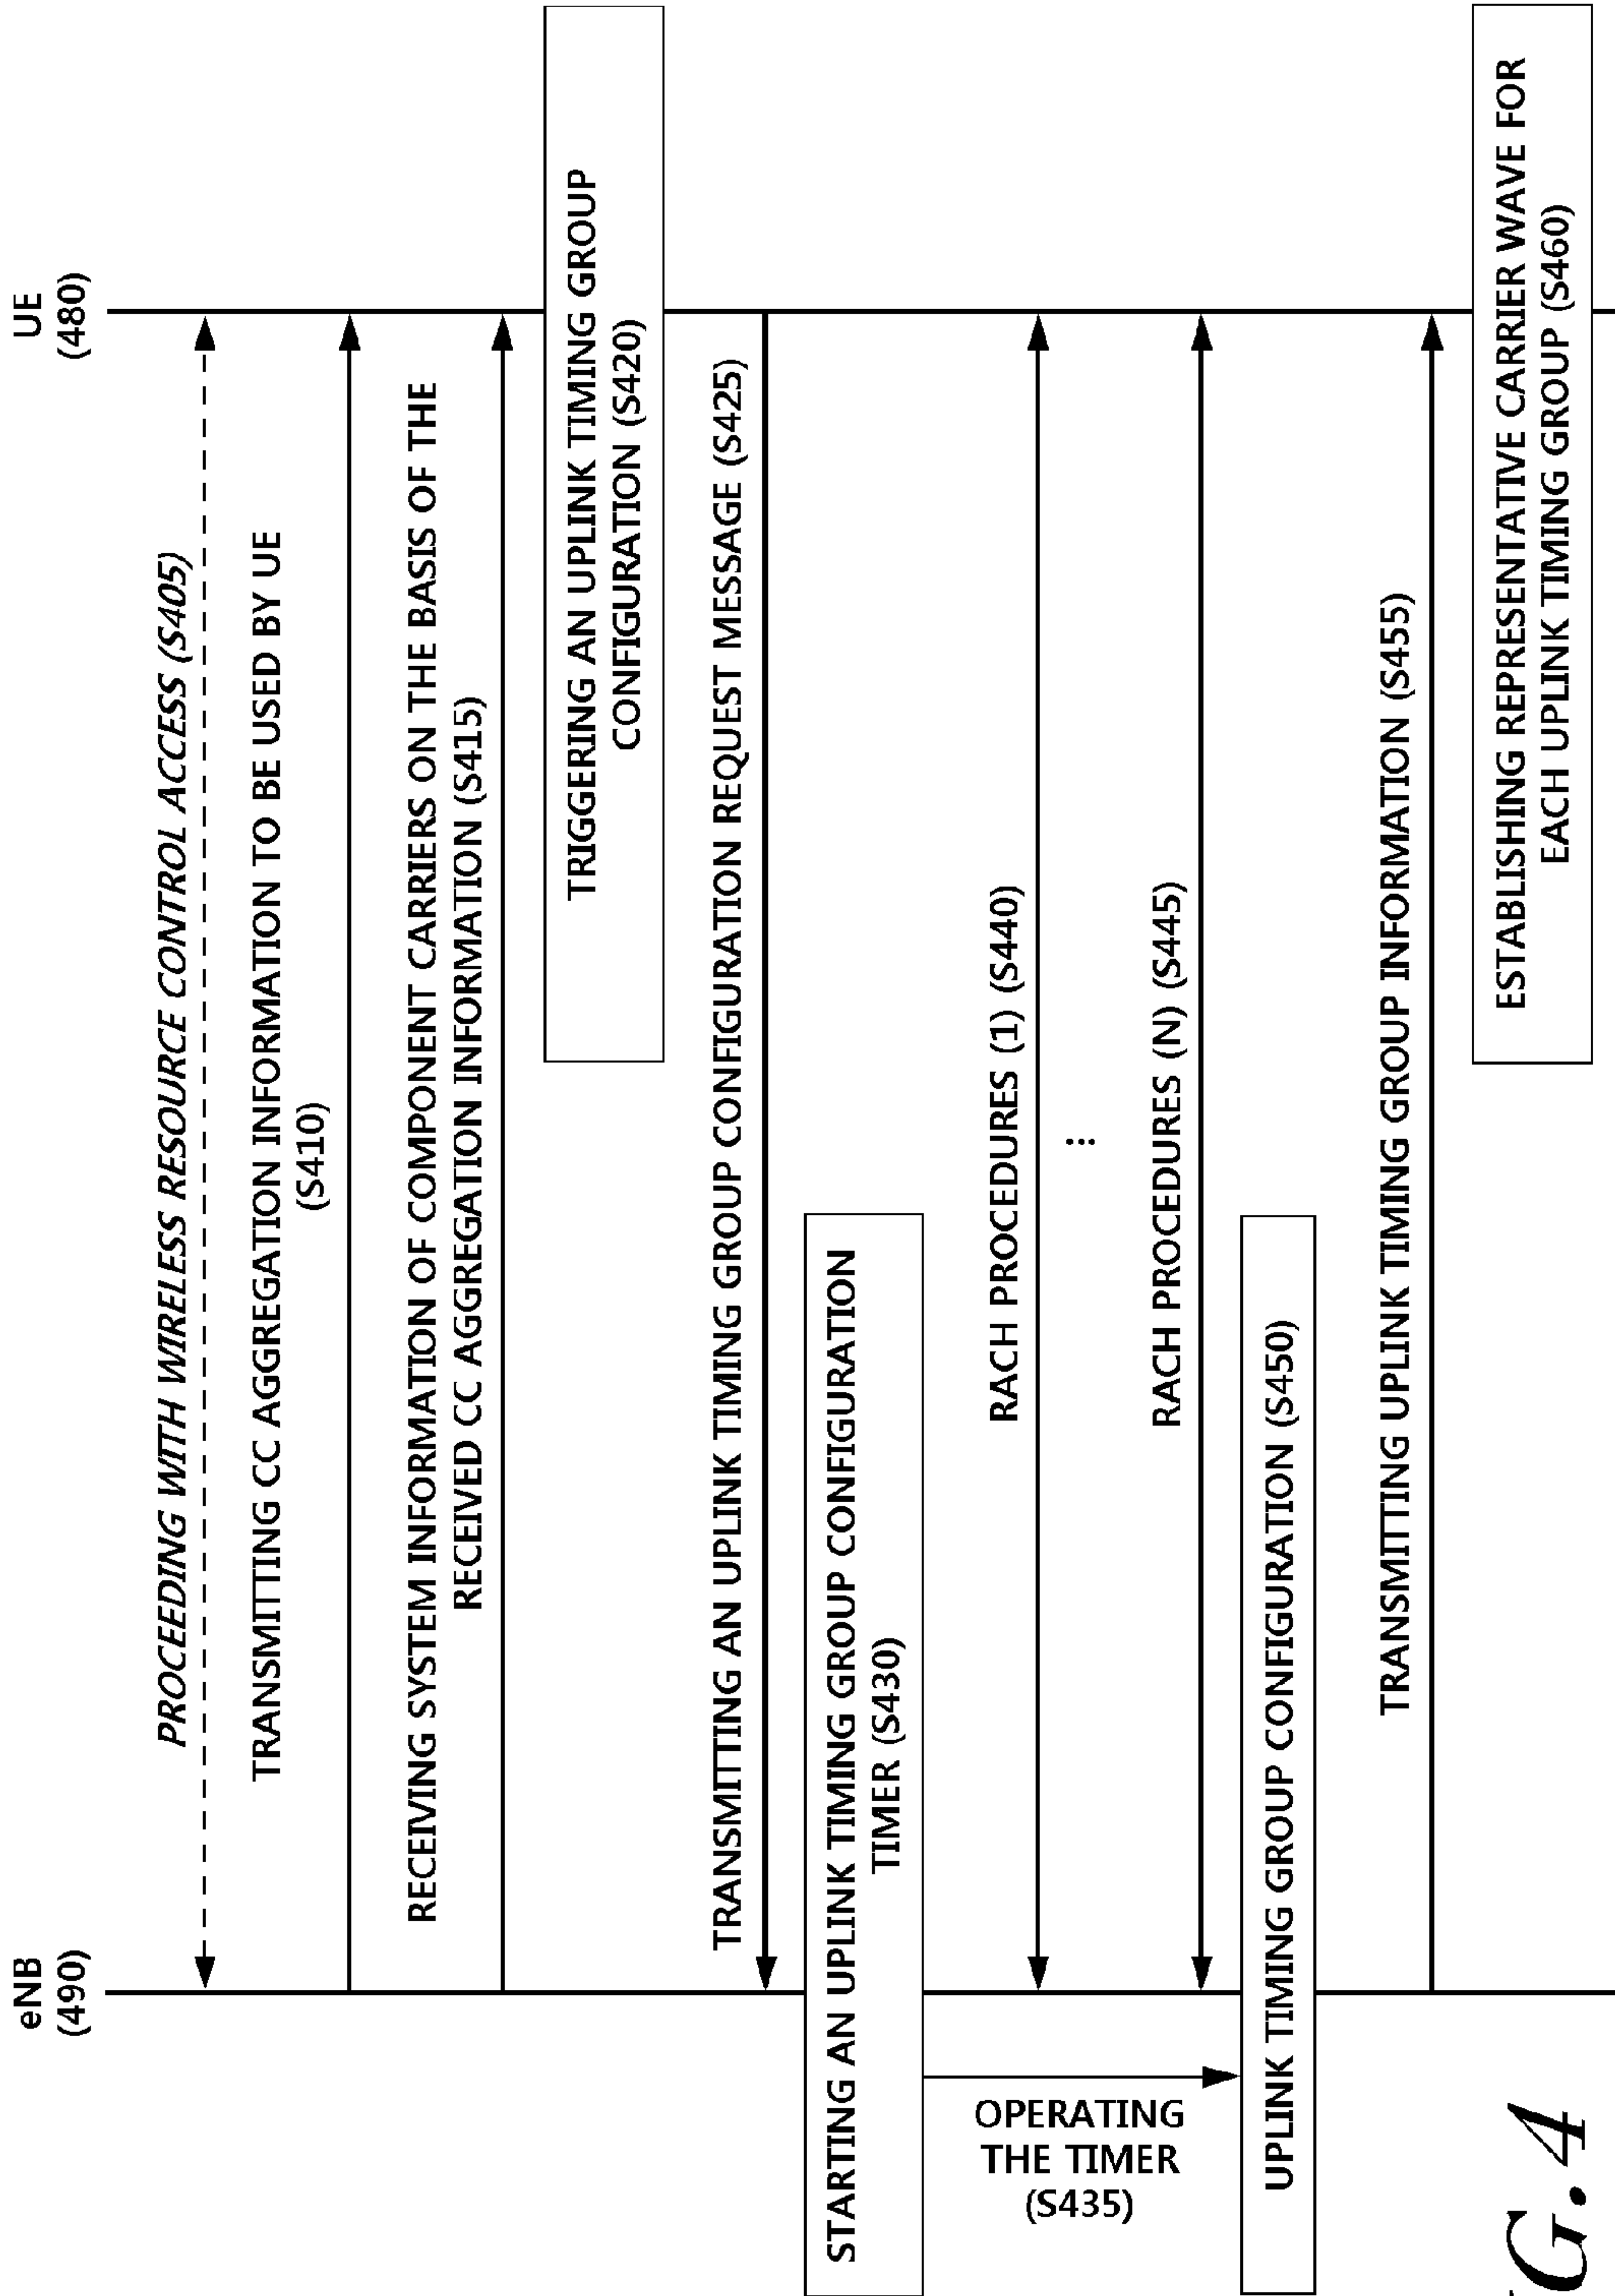 eNB
(490)
UE
(480)
PROCEEDING WITH WIRELESS RESOURCE CONTROL ACCESS (S405)
TRANSMITTING CC AGGREGATION INFORMATION TO BE USED BY UE
(S410)
RECEIVING SYSTEM INFORMATION OF COMPONENT CARRIERS ON THE BASIS OF THE
RECEIVED CC AGGREGATION INFORMATION (S415)
TRIGGERING AN UPLINK TIMING GROUP
CONFIGURATION (S420)
TRANSMITTING AN UPLINK TIMING GROUP CONFIGURATION REQUEST MESSAGE (S425)
STARTING AN UPLINK TIMING GROUP CONFIGURATION
TIMER (S430)
OPERATING
THE TIMER
(S435)
RACH PROCEDURES (1) (S440)
...
RACH PROCEDURES (N) (S445)
UPLINK TIMING GROUP CONFIGURATION (S450)
TRANSMITTING UPLINK TIMING GROUP INFORMATION (S455)
ESTABLISHING REPRESENTATIVE CARRIER WAVE FOR
EACH UPLINK TIMING GROUP (S460)
G.4